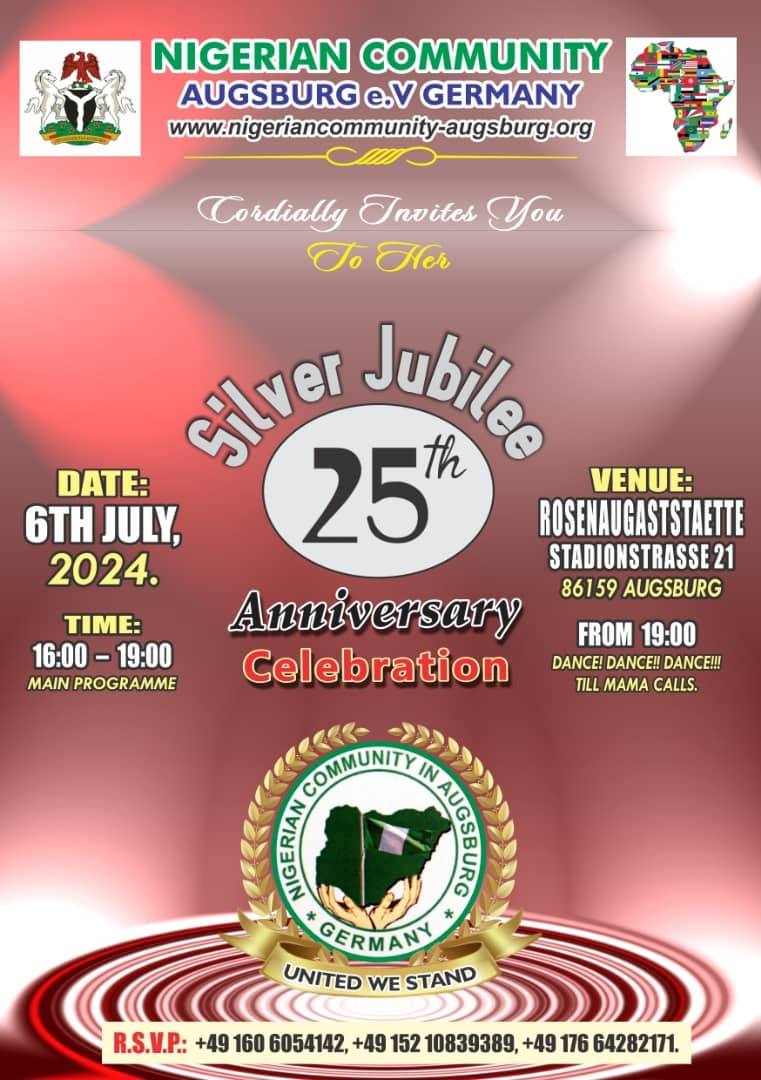 NIGERIAN COMMUNITY
AUGSBURG e.V GERMANY
www.nigeriancommunity-augsburg.org
Cordially Invites You
To Her
Silver Jubilee
25th
Anniversary
Celebration
DATE:
6TH JULY,
2024.
TIME:
16:00 – 19:00
MAIN PROGRAMME
VENUE:
ROSENAUGASTSTAETTE
STADIONSTRASSE 21
86159 AUGSBURG
FROM 19:00
DANCE! DANCE!! DANCE!!!
TILL MAMA CALLS.
NIGERIAN COMMUNITY IN AUGSBURG
* GERMANY *
UNITED WE STAND
R.S.V.P.: +49 160 6054142, +49 152 10839389, +49 176 64282171.